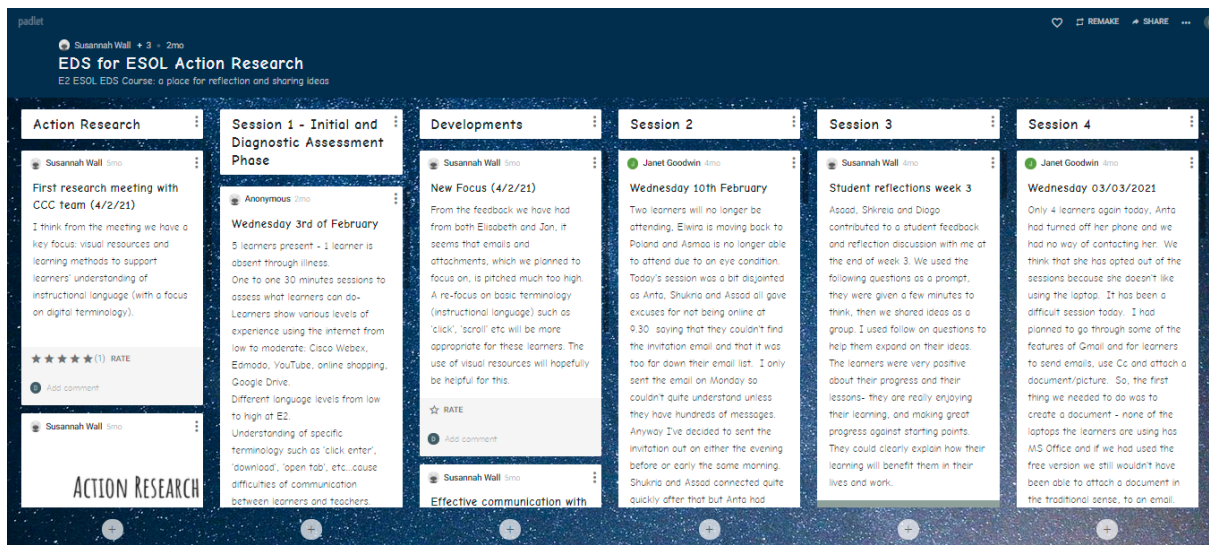 padlet
REMAKE
SHARE
Susannah Wall + 3 • 2mo
EDS for ESOL Action Research
E2 ESOL EDS Course: a place for reflection and sharing ideas
Action Research
Susannah Wall 5mo
First research meeting with
CCC team (4/2/21)
I think from the meeting we have a
key focus: visual resources and
learning methods to support
learners' understanding of
instructional language (with a focus
on digital terminology).
(1) RATE
Add comment
Susannah Wall 5mo
ACTION RESEARCH
Session 1 - Initial and
Diagnostic Assessment
Phase
Anonymous 2mo
Wednesday 3rd of February
5 learners present - 1 learner is
absent through illness.
One to one 30 minutes sessions to
assess what learners can do-
Learners show various levels of
experience using the internet from
low to moderate: Cisco Webex,
Edmodo, YouTube, online shopping,
Google Drive.
Different language levels from low
to high at E2.
Understanding of specific
terminology such as 'click enter',
'download', 'open tab', etc...cause
difficulties of communication
between learners and teachers.
Developments
Susannah Wall 5mo
New Focus (4/2/21)
From the feedback we have had
from both Elisabeth and Jan, it
seems that emails and
attachments, which we planned to
focus on, is pitched much too high.
A re-focus on basic terminology
(instructional language) such as
'click', 'scroll' etc will be more
appropriate for these learners. The
use of visual resources will hopefully
be helpful for this.
RATE
Add comment
Susannah Wall 5mo
Effective communication with
Session 2
Janet Goodwin 4mo
Wednesday 10th February
Two learners will no longer be
attending, Elwira is moving back to
Poland and Asmaa is no longer able
to attend due to an eye condition.
Today's session was a bit disjointed
as Anta, Shukria and Assad all gave
excuses for not being online at
9.30 saying that they couldn't find
the invitation email and that it was
too far down their email list. I only
sent the email on Monday so
couldn't quite understand unless
they have hundreds of messages.
Anyway I've decided to sent the
invitation out on either the evening
before or early the same morning.
Shukria and Assad connected quite
quickly after that but Anta had
Session 3
Susannah Wall 4mo
Student reflections week 3
Asaad, Shkreia and Diogo
contributed to a student feedback
and reflection discussion with me at
the end of week 3. We used the
following questions as a prompt,
they were given a few minutes to
think, then we shared ideas as a
group. I used follow on questions to
help them expand on their ideas.
The learners were very positive
about their progress and their
lessons- they are really enjoying
their learning, and making great
progress against starting points.
They could clearly explain how their
learning will benefit them in their
lives and work.
Session 4
Janet Goodwin 4mo
Wednesday 03/03/2021
Only 4 learners again today, Anta
had turned off her phone and we
had no way of contacting her. We
think that she has opted out of the
sessions because she doesn't like
using the laptop. It has been a
difficult session today. I had
planned to go through some of the
features of Gmail and for learners
to send emails, use Cc and attach a
document/picture. So, the first
thing we needed to do was to
create a document - none of the
laptops the learners are using has
MS Office and if we had used the
free version we still wouldn't have
been able to attach a document in
the traditional sense, to an email.